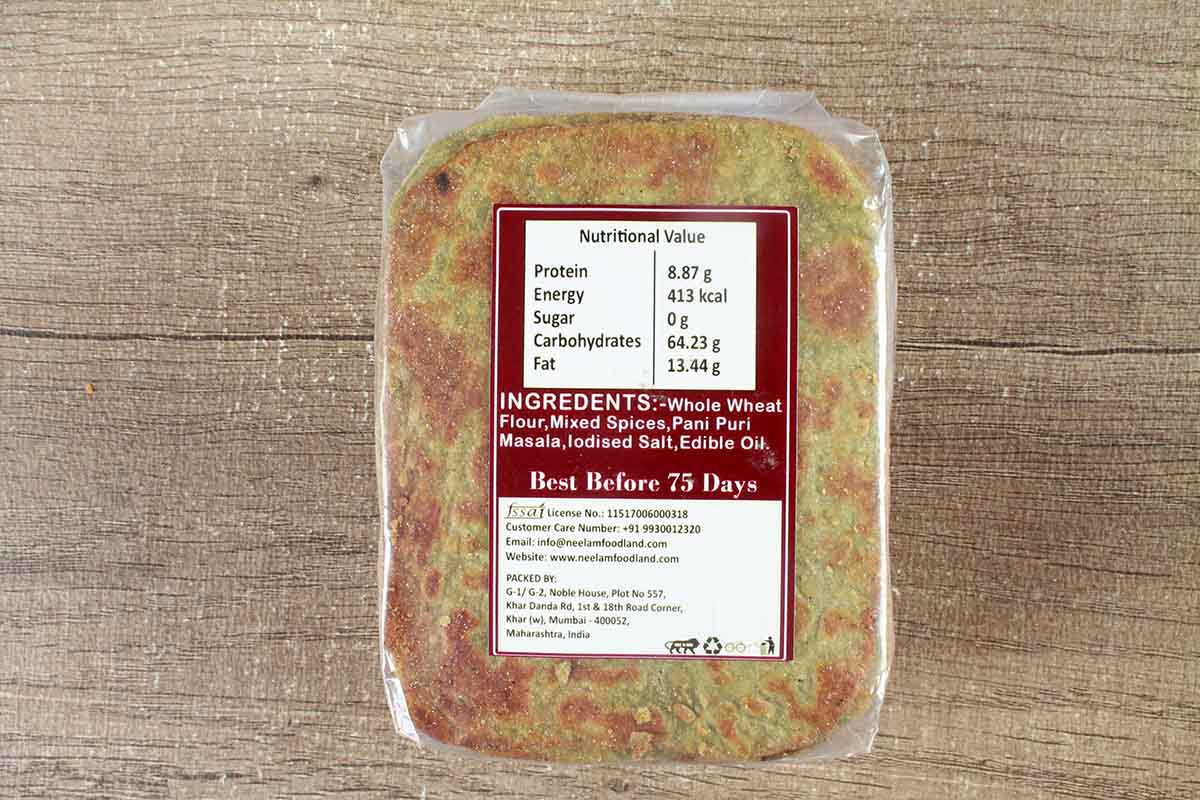 Nutritional Value
Protein 8.87 g
Energy 413 kcal
Sugar 0 g
Carbohydrates 64.23 g
Fat 13.44 g
INGREDENTS:-Whole Wheat
Flour,Mixed Spices,Pani Puri
Masala,Iodised Salt,Edible Oil.
Best Before 75 Days
fssai License No.: 11517006000318
Customer Care Number: +91 9930012320
Email: info@neelamfoodland.com
Website: www.neelamfoodland.com
PACKED BY:
G-1/ G-2, Noble House, Plot No 557,
Khar Danda Rd, 1st & 18th Road Corner,
Khar (w), Mumbai - 400052,
Maharashtra, India